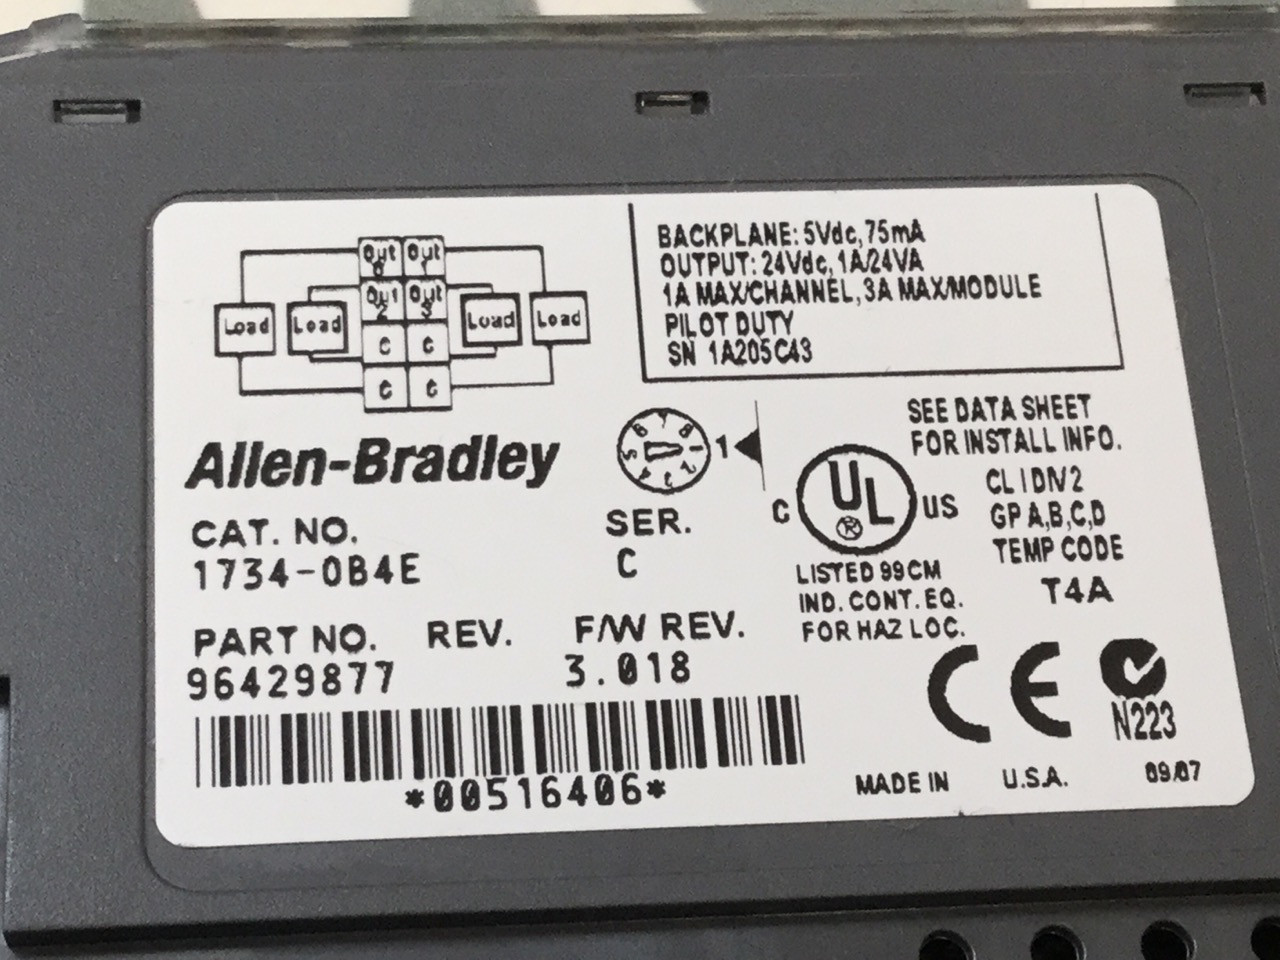 Out 0 Out 1
Load Load Out 2 Out 3 Load Load
C C
C C
BACKPLANE: 5Vdc, 75mA
OUTPUT: 24Vdc, 1A/24VA
1A MAX/CHANNEL, 3A MAX/MODULE
PILOT DUTY
SN 1A205C43
Allen-Bradley
1
SEE DATA SHEET
FOR INSTALL INFO.
CAT. NO.
1734-OB4E
SER.
C
C UL US
®
CL I DIV 2
GP A,B,C,D
TEMP CODE
T4A
LISTED 99CM
IND. CONT. EQ.
FOR HAZ LOC.
PART NO. REV. F/W REV.
96429877 3.018
CE
N223
*00516406*
MADE IN U.S.A. 09/07